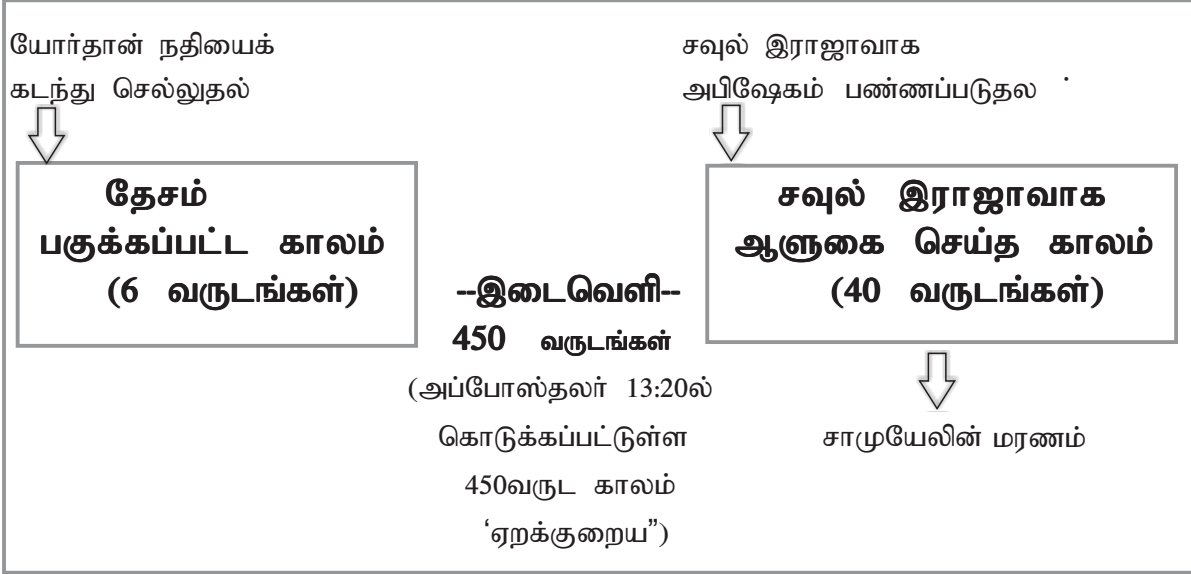 யோர்தான் நதியைக்
கடந்து செல்லுதல்
சவுல் இராஜாவாக
அபிஷேகம் பண்ணப்படுதல ்
தேசம்
பகுக்கப்பட்ட காலம்
(6 வருடங்கள்)
--இடைவெளி--
450 வருடங்கள்
(அப்போஸ்தலர் 13:20ல்
கொடுக்கப்பட்டுள்ள
450வருட காலம்
‘ஏறக்குறைய”)
சவுல் இராஜாவாக
ஆளுகை செய்த காலம்
(40 வருடங்கள்)
சாமுயேலின் மரணம்